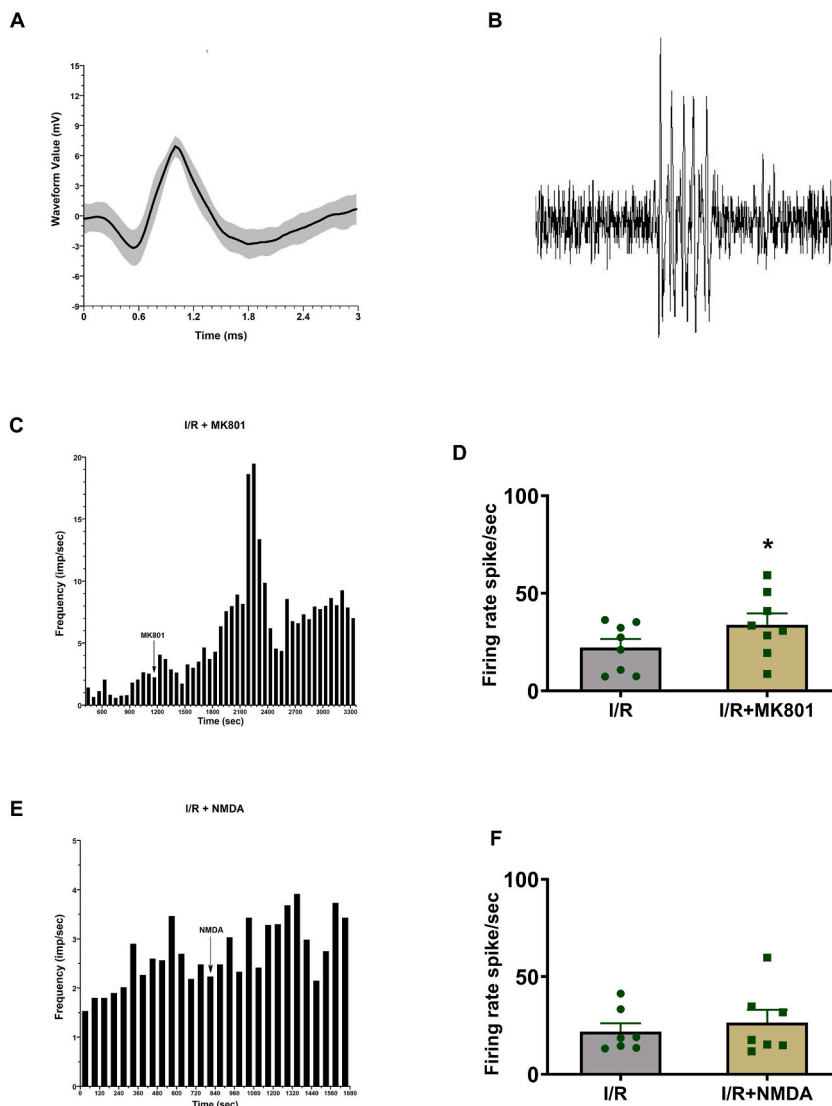 A
Waveform Value (mV)
15
12
9
6
3
0
-3
-6
-9
0 0.6 1.2 1.8 2.4 3
Time (ms)
B
C
I/R + MK801
Frequency (imp/sec)
20
15
10
5
0
MK801
600 900 1200 1500 1800 2100 2400 2700 3000 3300
Time (sec)
D
Firing rate spike/sec
100
50
0
*
I/R I/R+MK801
E
I/R + NMDA
Frequency (imp/sec)
5
4
3
2
1
0
NMDA
0 120 240 360 480 600 720 840 960 1080 1200 1320 1440 1560 1680
Time (sec)
F
Firing rate spike/sec
100
50
0
I/R I/R+NMDA